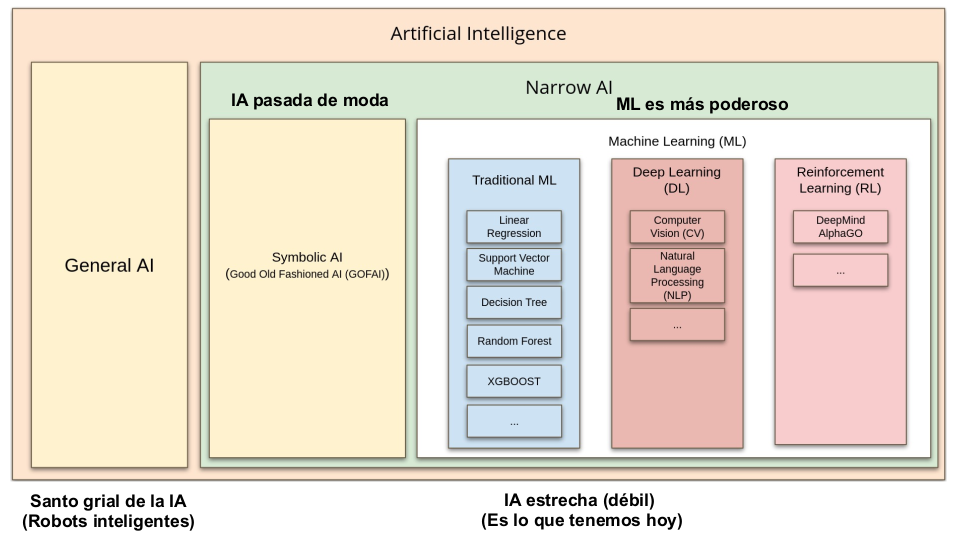 Artificial Intelligence
Narrow AI
IA pasada de moda
ML es más poderoso
General AI
Symbolic AI
(Good Old Fashioned AI (GOFAI))
Machine Learning (ML)
Traditional ML
Linear
Regression
Support Vector
Machine
Decision Tree
Random Forest
XGBOOST
...
Deep Learning
(DL)
Computer
Vision (CV)
Natural
Language
Processing
(NLP)
...
Reinforcement
Learning (RL)
DeepMind
AlphaGO
...
Santo grial de la IA
(Robots inteligentes)
IA estrecha (débil)
(Es lo que tenemos hoy)